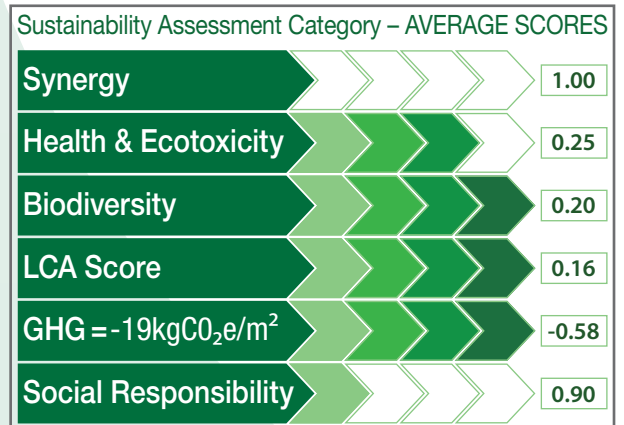 Sustainability Assessment Category – AVERAGE SCORES
Synergy 1.00
Health & Ecotoxicity 0.25
Biodiversity 0.20
LCA Score 0.16
GHG = -19kgC0₂e/m² -0.58
Social Responsibility 0.90